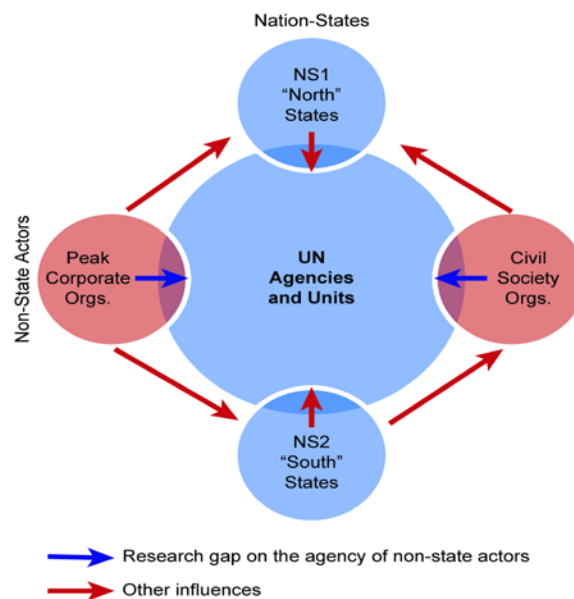 Nation-States
NS1
“North”
States
Non-State Actors
Peak
Corporate
Orgs.
UN
Agencies
and Units
Civil
Society
Orgs.
NS2
“South”
States
Research gap on the agency of non-state actors
Other influences